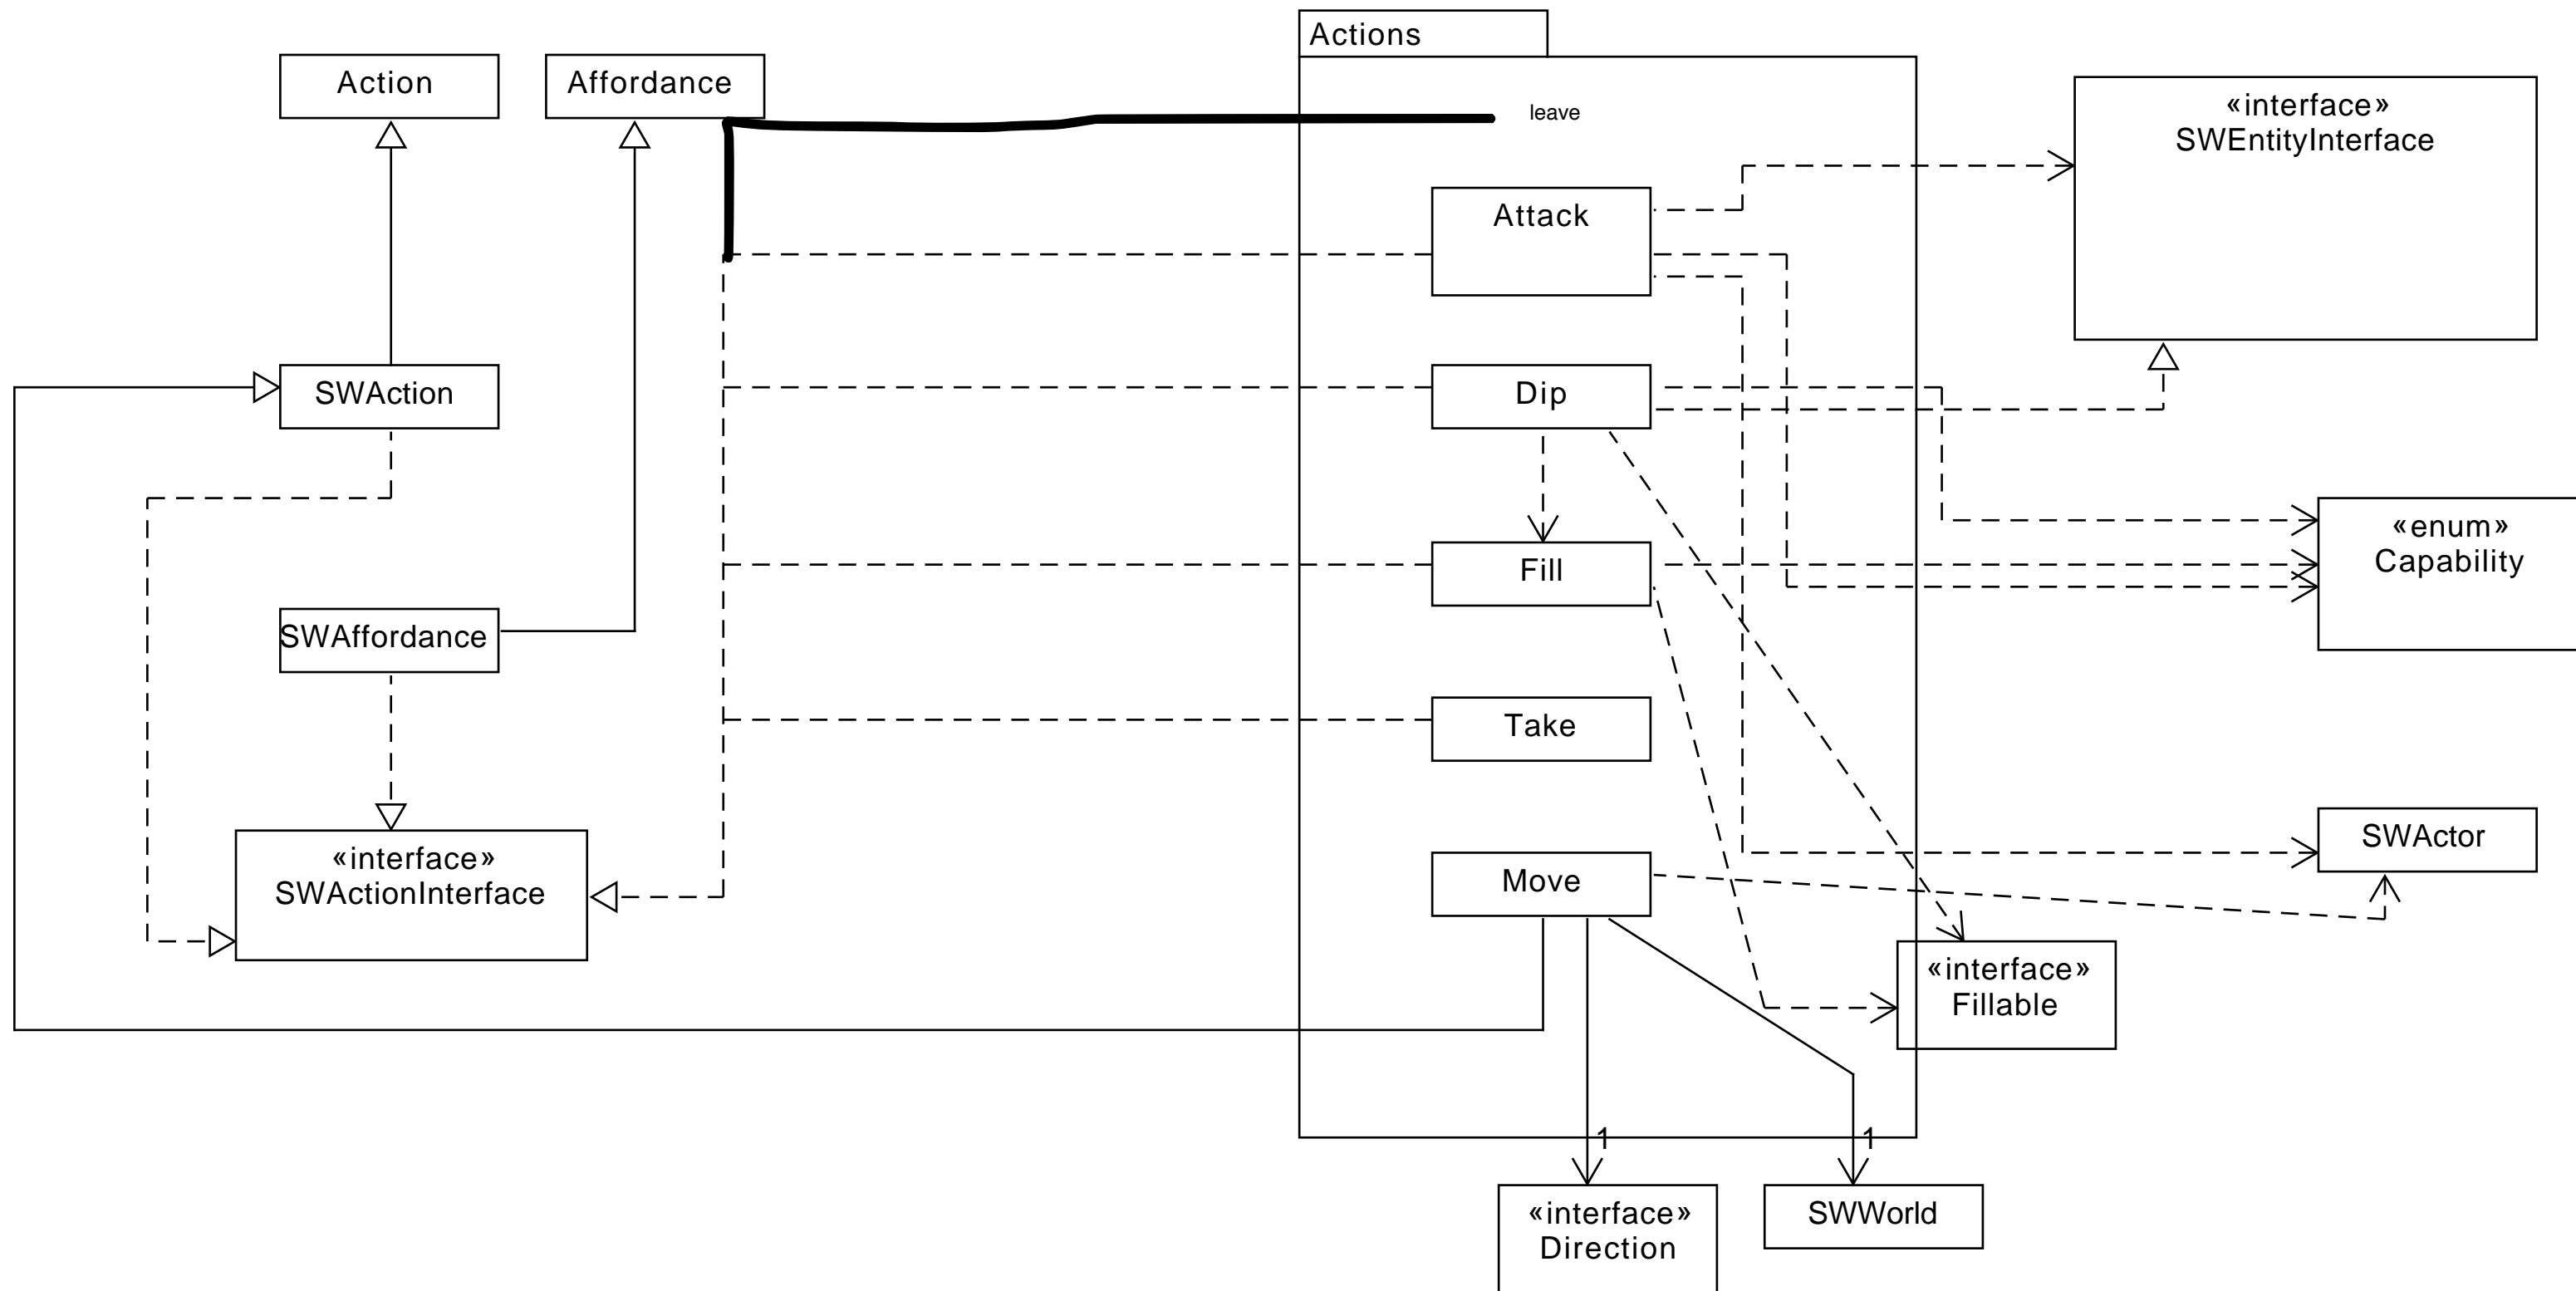 Actions
Action
Affordance
leave
«interface»
SWEntityInterface
Attack
SWAction
Dip
«enum»
Capability
Fill
SWAffordance
Take
SWActor
«interface»
SWActionInterface
Move
«interface»
Fillable
1
1
«interface»
Direction
SWWorld